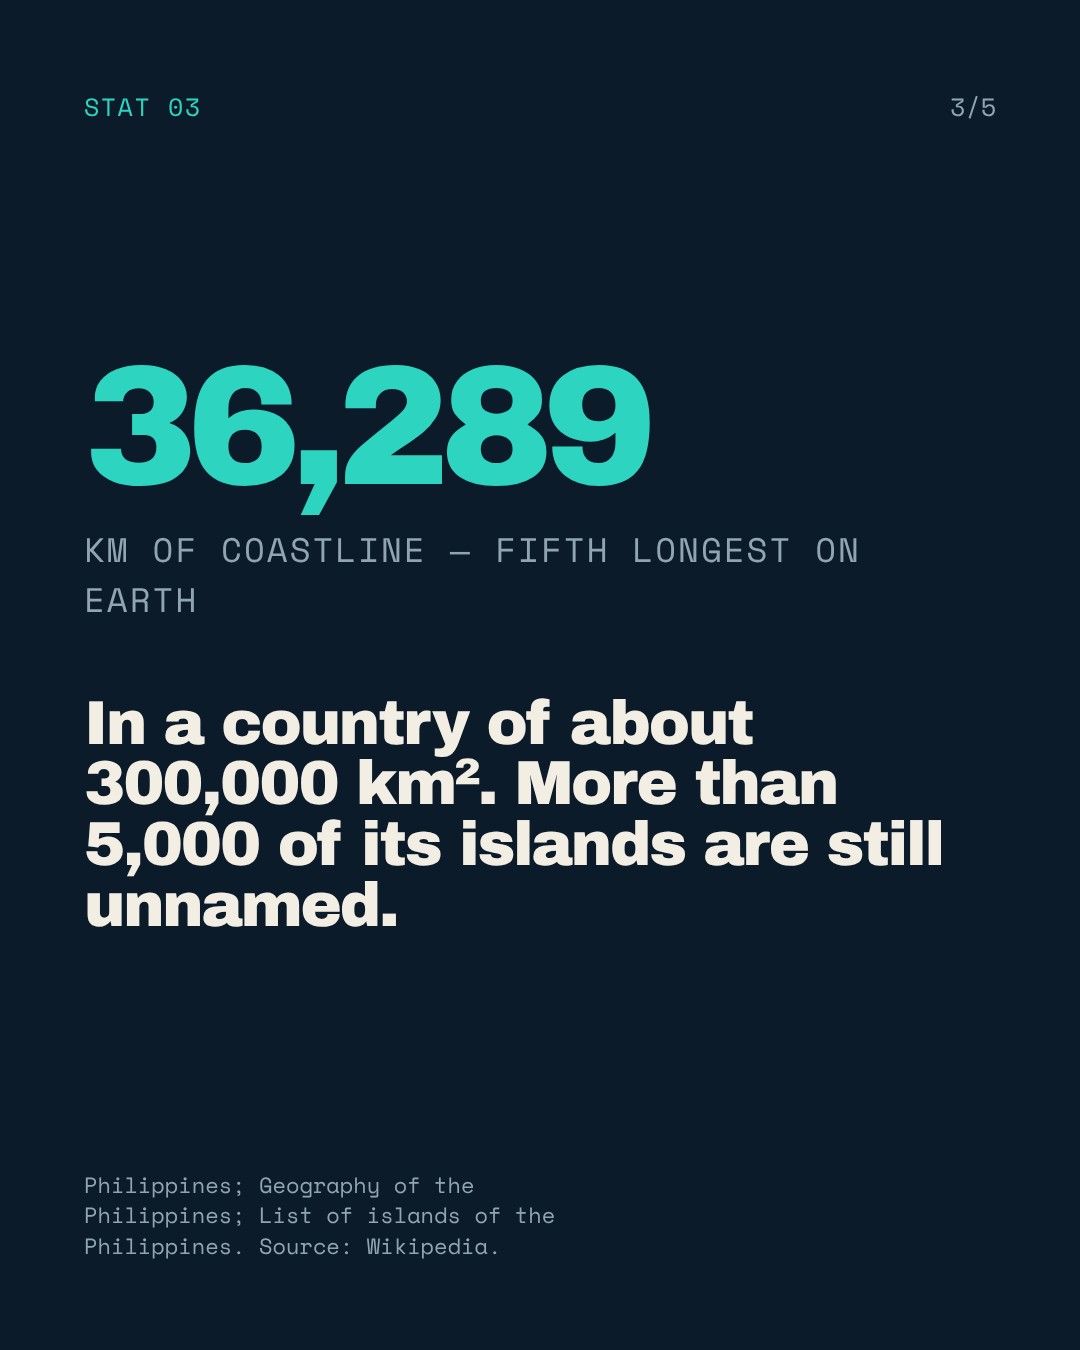 STAT 03
3/5
36,289
KM OF COASTLINE — FIFTH LONGEST ON
EARTH
In a country of about
300,000 km². More than
5,000 of its islands are still
unnamed.
Philippines; Geography of the
Philippines; List of islands of the
Philippines. Source: Wikipedia.